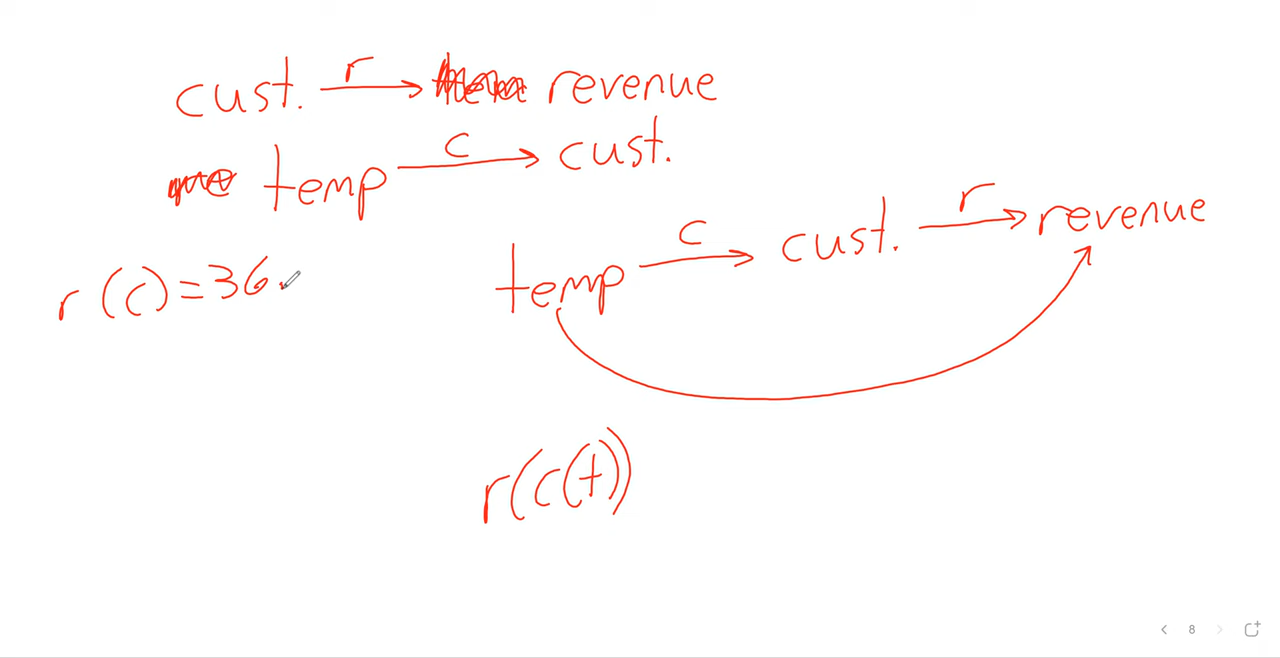 cust. r → revenue
temp c → cust.
temp c → cust. r → revenue
r(c)=36.
r(c(t))
8